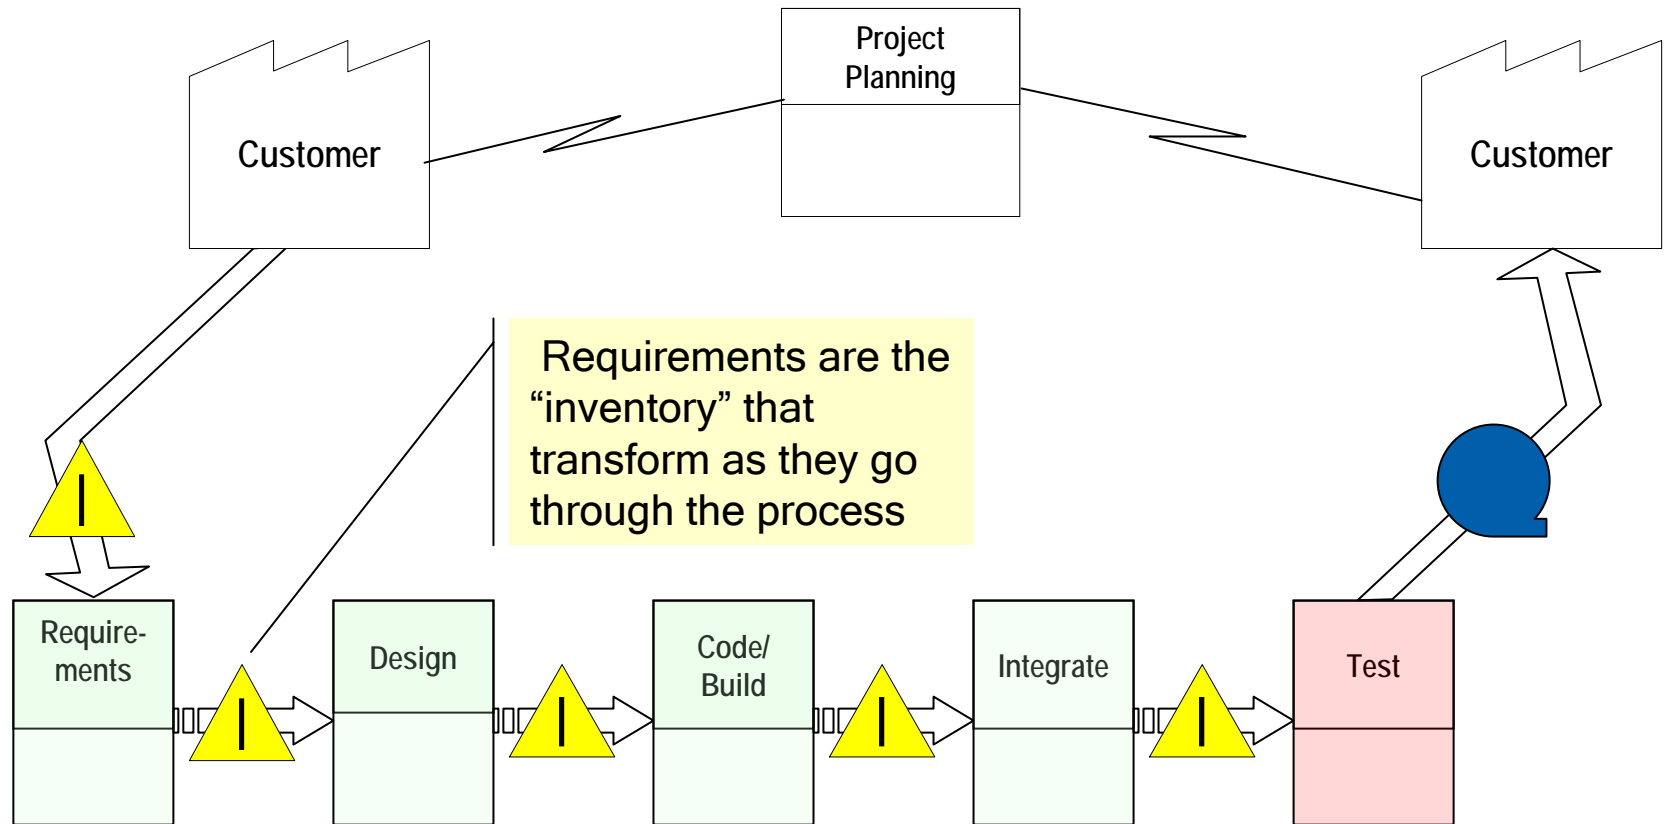 Project
Planning
Customer
Customer
Requirements are the
“inventory” that
transform as they go
through the process
I
Require-
ments
Design
Code/
Build
Integrate
Test
I
I
I
I